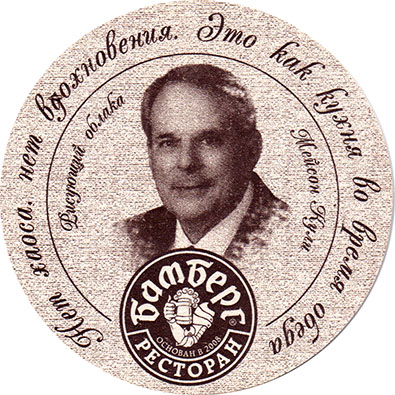 Нет хаоса, нет вдохновения. Это как кухня во время обеда
Рисующий облака
Мейсон Кули
Бамберг
ОСНОВАН В 2008
РЕСТОРАН
®